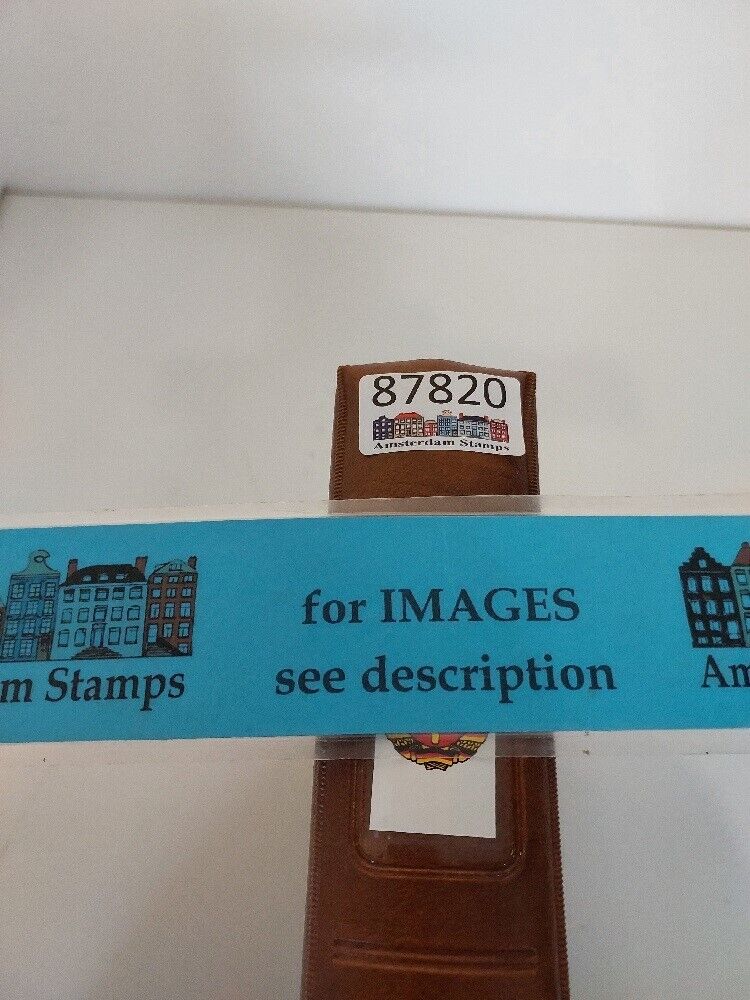 87820
Amsterdam Stamps
for IMAGES
see description
m Stamps
Am